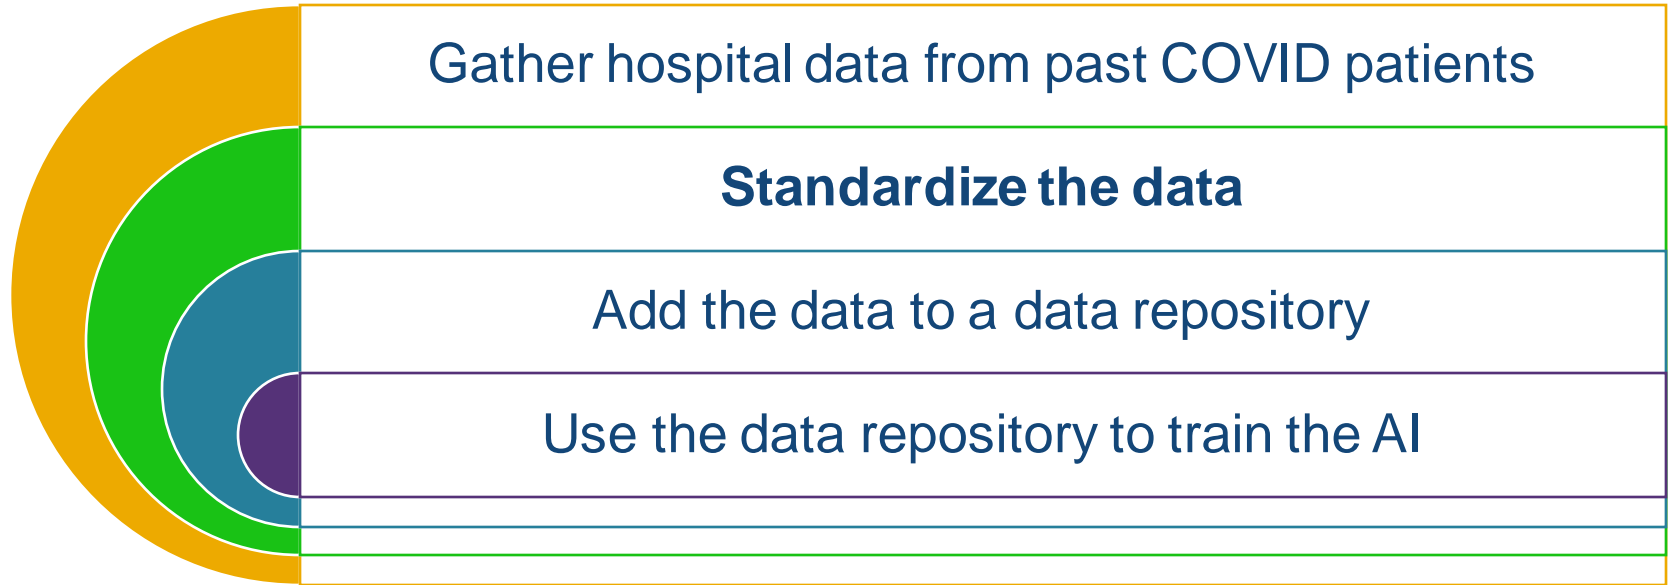 Gather hospital data from past COVID patients
Standardize the data
Add the data to a data repository
Use the data repository to train the AI